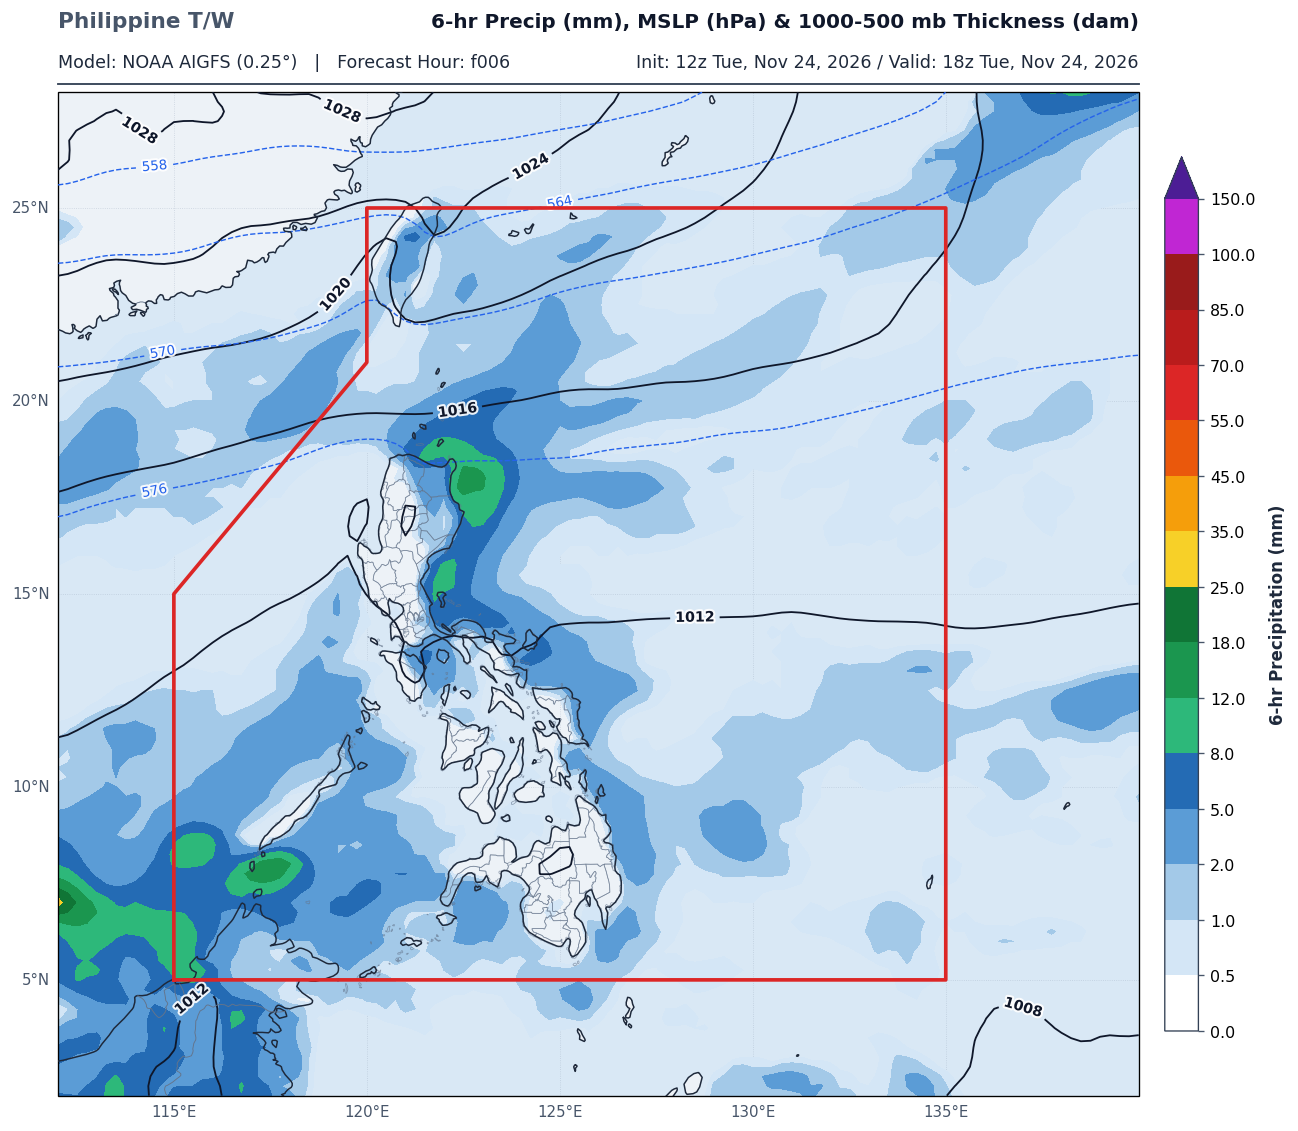 Philippine T/W
6-hr Precip (mm), MSLP (hPa) & 1000-500 mb Thickness (dam)
Model: NOAA AIGFS (0.25°) | Forecast Hour: f006
Init: 12z Tue, Nov 24, 2026 / Valid: 18z Tue, Nov 24, 2026
1028
1028
558
1024
564
1020
570
1016
576
1012
1012
1008
25°N
20°N
15°N
10°N
5°N
115°E
120°E
125°E
130°E
135°E
150.0
100.0
85.0
70.0
55.0
45.0
35.0
25.0
18.0
12.0
8.0
5.0
2.0
1.0
0.5
0.0
6-hr Precipitation (mm)